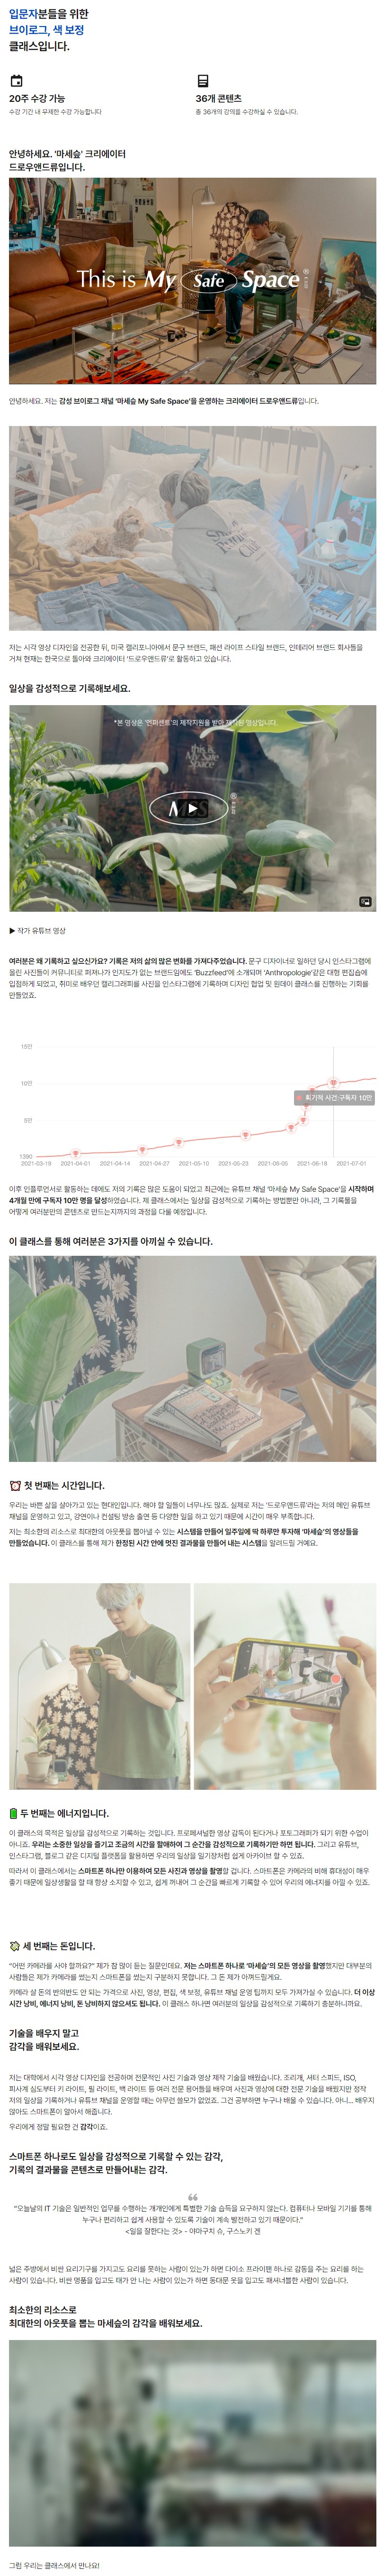 입문자분들을 위한
브이로그, 색 보정
클래스입니다.
20주 수강 가능
수강 기간 내 무제한 수강 가능합니다
36개 콘텐츠
총 36개의 강의를 수강하실 수 있습니다.
안녕하세요. '마세숲' 크리에이터
드로우앤드류입니다.
This is My Safe Space
안녕하세요. 저는 감성 브이로그 채널 '마세숲 My Safe Space'을 운영하는 크리에이터 드로우앤드류입니다.
저는 시각 영상 디자인을 전공한 뒤, 미국 캘리포니아에서 문구 브랜드, 패션 라이프 스타일 브랜드, 인테리어 브랜드 회사들을
거쳐 현재는 한국으로 돌아와 크리에이터 '드로우앤드류'로 활동하고 있습니다.
일상을 감성적으로 기록해보세요.
this is
My Safe
Space
▶ 작가 유튜브 영상
여러분은 왜 기록하고 싶으신가요? 기록은 저의 삶의 많은 변화를 가져다주었습니다. 문구 디자이너로 일하던 당시 인스타그램에
올린 사진들이 커뮤니티로 퍼져나가 인지도가 없는 브랜드임에도 'Buzzfeed'에 소개되며 'Anthropologie'같은 대형 편집숍에
입점하게 되었고, 취미로 배우던 캘리그라피를 사진을 인스타그램에 기록하며 디자인 협업 및 원데이 클래스를 진행하는 기회를
만들었죠.
15만
10만
획기적 사건:구독자 10만
5만
1390
2021-03-19 2021-04-01 2021-04-14 2021-04-27 2021-05-10 2021-05-23 2021-06-05 2021-06-18 2021-07-01
이후 인플루언서로 활동하는 데에도 저의 기록은 많은 도움이 되었고 최근에는 유튜브 채널 '마세숲 My Safe Space'을 시작하며
4개월 만에 구독자 10만 명을 달성하였습니다. 제 클래스에서는 일상을 감성적으로 기록하는 방법뿐만 아니라, 그 기록물을
어떻게 여러분만의 콘텐츠로 만드는지까지의 과정을 다룰 예정입니다.
이 클래스를 통해 여러분은 3가지를 아끼실 수 있습니다.
첫 번째는 시간입니다.
우리는 바쁜 삶을 살아가고 있는 현대인입니다. 해야 할 일들이 너무나도 많죠. 실제로 저는 '드로우앤드류'라는 저의 메인 유튜브
채널을 운영하고 있고, 강연이나 컨설팅 방송 출연 등 다양한 일을 하고 있기 때문에 시간이 매우 부족합니다.
저는 최소한의 리소스로 최대한의 아웃풋을 뽑아낼 수 있는 시스템을 만들어 일주일에 딱 하루만 투자해 '마세숲'의 영상들을
만들었습니다. 이 클래스를 통해 제가 한정된 시간 안에 멋진 결과물을 만들어 내는 시스템을 알려드릴 거예요.
두 번째는 에너지입니다.
이 클래스의 목적은 일상을 감성적으로 기록하는 것입니다. 프로페셔널한 영상 감독이 된다거나 포토그래퍼가 되기 위한 수업이
아니죠. 우리는 소중한 일상을 즐기고 조금의 시간을 할애하여 그 순간을 감성적으로 기록하기만 하면 됩니다. 그리고 유튜브,
인스타그램, 블로그 같은 디지털 플랫폼을 활용하면 우리의 일상을 일기장처럼 쉽게 아카이브 할 수 있죠.
따라서 이 클래스에서는 스마트폰 하나만 이용하여 모든 사진과 영상을 촬영할 겁니다. 스마트폰은 카메라의 비해 휴대성이 매우
좋기 때문에 일상생활을 할 때 항상 소지할 수 있고, 쉽게 꺼내어 그 순간을 빠르게 기록할 수 있어 우리의 에너지를 아낄 수 있죠.
세 번째는 돈입니다.
"어떤 카메라를 사야 할까요?" 제가 참 많이 듣는 질문인데요. 저는 스마트폰 하나로 '마세숲'의 모든 영상을 촬영했지만 대부분의
사람들은 제가 카메라를 썼는지 스마트폰을 썼는지 구분하지 못합니다. 그 돈 제가 아껴드릴게요.
카메라 살 돈의 반의반도 안 되는 가격으로 사진, 영상, 편집, 색 보정, 유튜브 채널 운영 팁까지 모두 가져가실 수 있습니다. 더 이상
시간 낭비, 에너지 낭비, 돈 낭비하지 않으셔도 됩니다. 이 클래스 하나면 여러분의 일상을 감성적으로 기록하기 충분하니까요.
기술을 배우지 말고
감각을 배워보세요.
저는 대학에서 시각 영상 디자인을 전공하며 전문적인 사진 기술과 영상 제작 기술을 배웠습니다. 조리개, 셔터 스피드, ISO,
피사계 심도부터 키 라이트, 필 라이트, 백 라이트 등 여러 전문 용어들을 배우며 사진과 영상에 대한 전문 기술을 배웠지만 정작
저의 일상을 기록하거나 유튜브 채널을 운영할 때는 아무런 쓸모가 없었죠. 그건 공부하면 누구나 배울 수 있습니다. 아니... 배우지
않아도 스마트폰이 알아서 해줍니다.
우리에게 정말 필요한 건 감각이죠.
스마트폰 하나로도 일상을 감성적으로 기록할 수 있는 감각,
기록의 결과물을 콘텐츠로 만들어내는 감각.
"오늘날의 IT 기술은 일반적인 업무를 수행하는 개개인에게 특별한 기술 습득을 요구하지 않는다. 컴퓨터나 모바일 기기를 통해
누구나 편리하고 쉽게 사용할 수 있도록 기술이 계속 발전하고 있기 때문이다."
<일을 잘한다는 것> - 야마구치 슈, 구스노키 겐
넓은 주방에서 비싼 요리기구를 가지고도 요리를 못하는 사람이 있는가 하면 다이소 프라이팬 하나로 감동을 주는 요리를 하는
사람이 있습니다. 비싼 명품을 입고도 태가 안 나는 사람이 있는가 하면 동대문 옷을 입고도 패셔너블한 사람이 있습니다.
최소한의 리소스로
최대한의 아웃풋을 뽑는 마세숲의 감각을 배워보세요.
그럼 우리는 클래스에서 만나요!